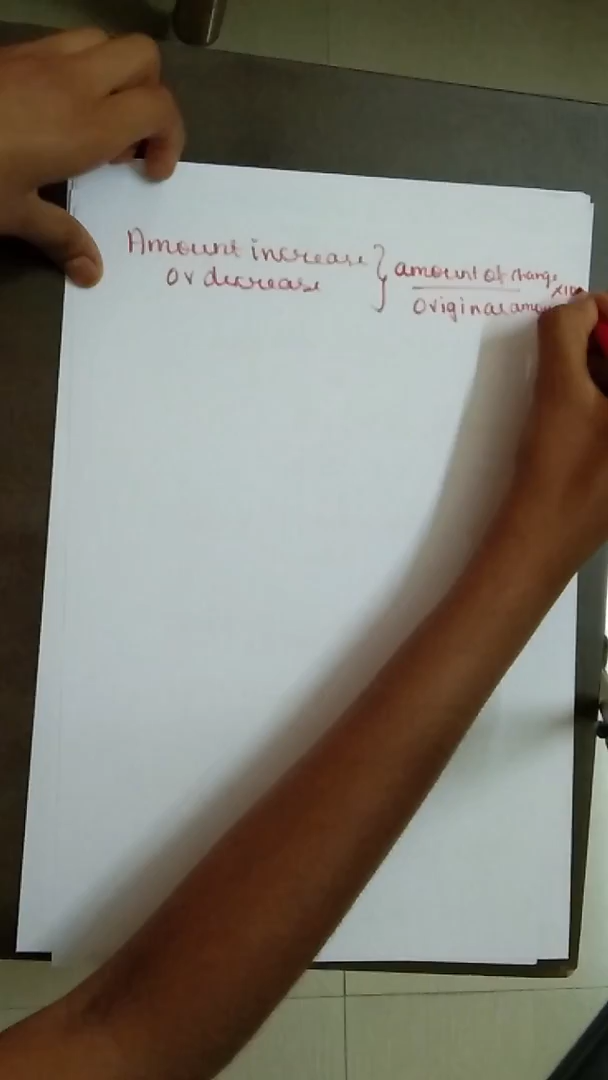 Amount increase
or decrease
amount of change
Original